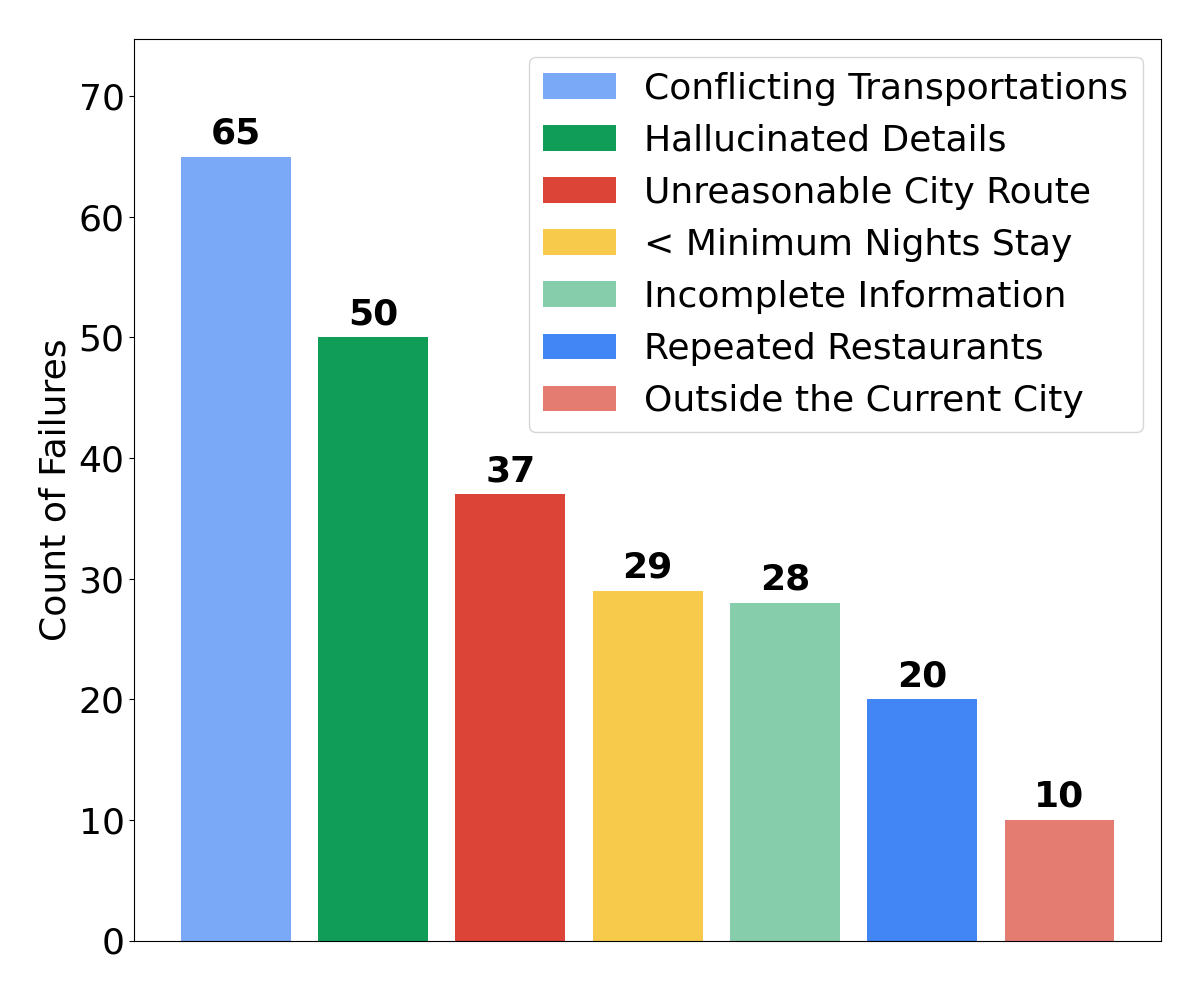 Conflicting Transportations
Hallucinated Details
Unreasonable City Route
< Minimum Nights Stay
Incomplete Information
Repeated Restaurants
Outside the Current City
Count of Failures
70
60
50
40
30
20
10
0
65
50
37
29
28
20
10